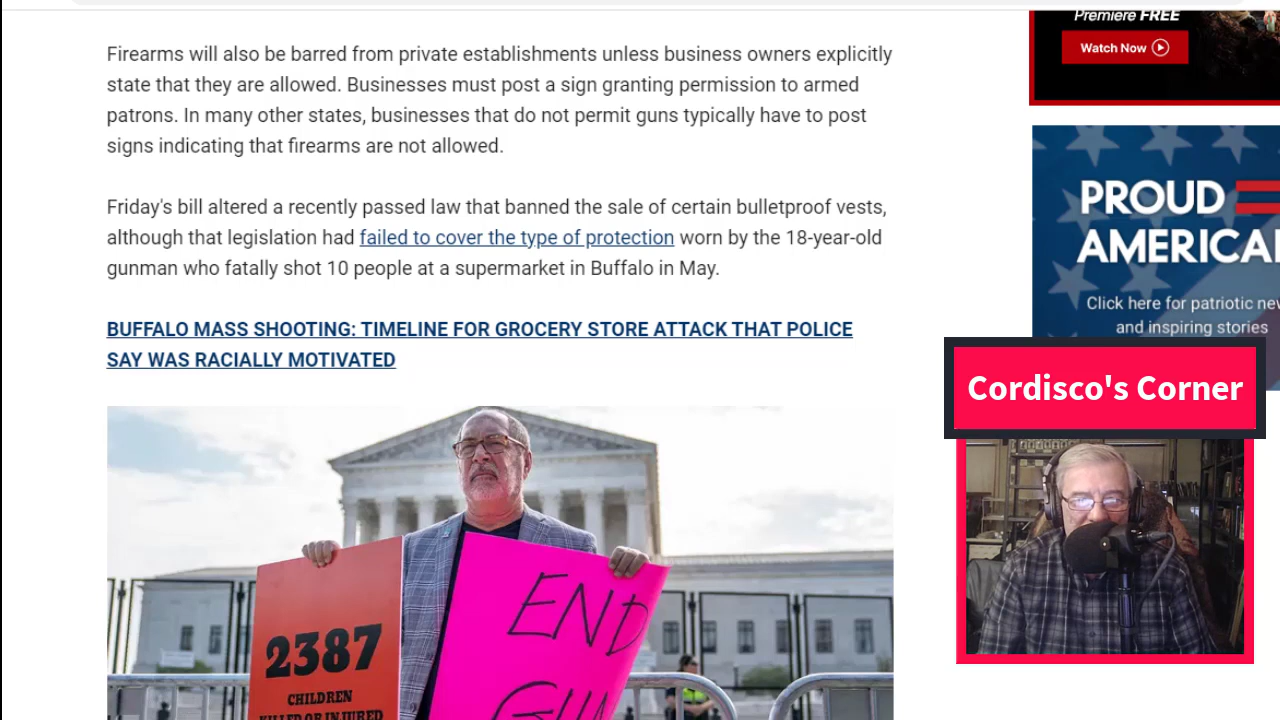 Firearms will also be barred from private establishments unless business owners explicitly
state that they are allowed. Businesses must post a sign granting permission to armed
patrons. In many other states, businesses that do not permit guns typically have to post
signs indicating that firearms are not allowed.
Friday's bill altered a recently passed law that banned the sale of certain bulletproof vests,
although that legislation had failed to cover the type of protection worn by the 18-year-old
gunman who fatally shot 10 people at a supermarket in Buffalo in May.
BUFFALO MASS SHOOTING: TIMELINE FOR GROCERY STORE ATTACK THAT POLICE
SAY WAS RACIALLY MOTIVATED
2387
CHILDREN
KILLED OR INJURED
END
GUN
Premiere FREE
Watch Now
PROUD
AMERICA
Click here for patriotic
and inspiring stories
Cordisco's Corner